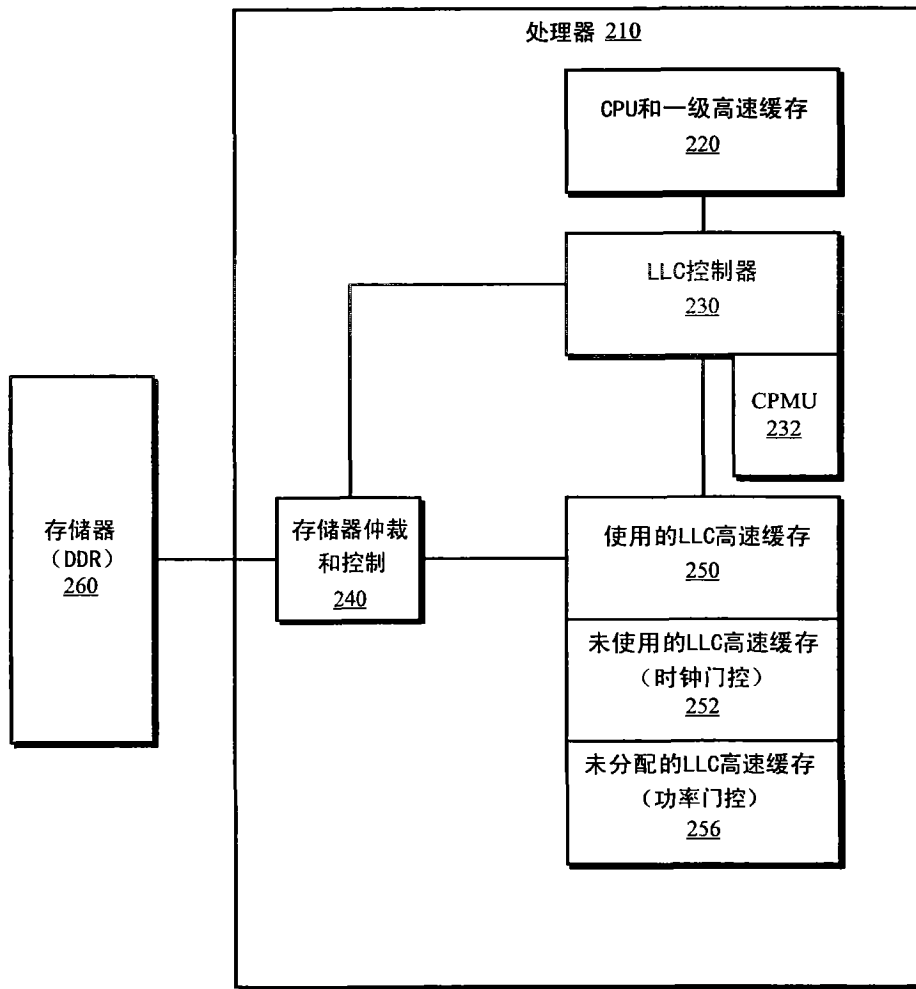 处理器 210
CPU和一级高速缓存
220
LLC控制器
230
CPMU
232
存储器
（DDR）
260
存储器仲裁
和控制
240
使用的LLC高速缓存
250
未使用的LLC高速缓存
（时钟门控）
252
未分配的LLC高速缓存
（功率门控）
256